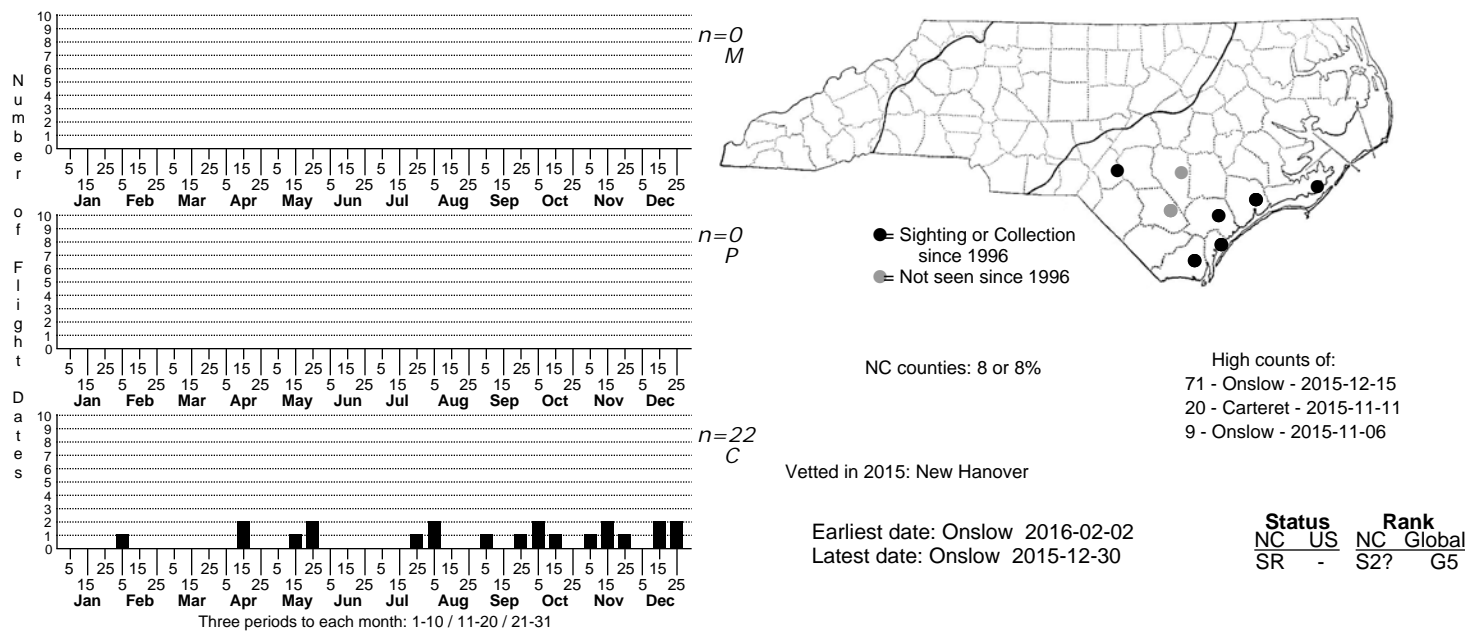 Number of Flight Dates
10
9
8
7
6
5
4
3
2
1
0
n=0
M
5 15 25 5 15 25 5 15 25 5 15 25 5 15 25 5 15 25 5 15 25 5 15 25 5 15 25 5 15 25 5 15 25 5 15 25
Jan Feb Mar Apr May Jun Jul Aug Sep Oct Nov Dec
10
9
8
7
6
5
4
3
2
1
0
n=0
P
5 15 25 5 15 25 5 15 25 5 15 25 5 15 25 5 15 25 5 15 25 5 15 25 5 15 25 5 15 25 5 15 25 5 15 25
Jan Feb Mar Apr May Jun Jul Aug Sep Oct Nov Dec
10
9
8
7
6
5
4
3
2
1
0
n=22
C
5 15 25 5 15 25 5 15 25 5 15 25 5 15 25 5 15 25 5 15 25 5 15 25 5 15 25 5 15 25 5 15 25 5 15 25
Jan Feb Mar Apr May Jun Jul Aug Sep Oct Nov Dec
Three periods to each month: 1-10 / 11-20 / 21-31
= Sighting or Collection
since 1996
= Not seen since 1996
NC counties: 8 or 8%
High counts of:
71 - Onslow - 2015-12-15
20 - Carteret - 2015-11-11
9 - Onslow - 2015-11-06
Vetted in 2015: New Hanover
Earliest date: Onslow 2016-02-02
Latest date: Onslow 2015-12-30
Status Rank
NC US NC Global
SR - S2? G5